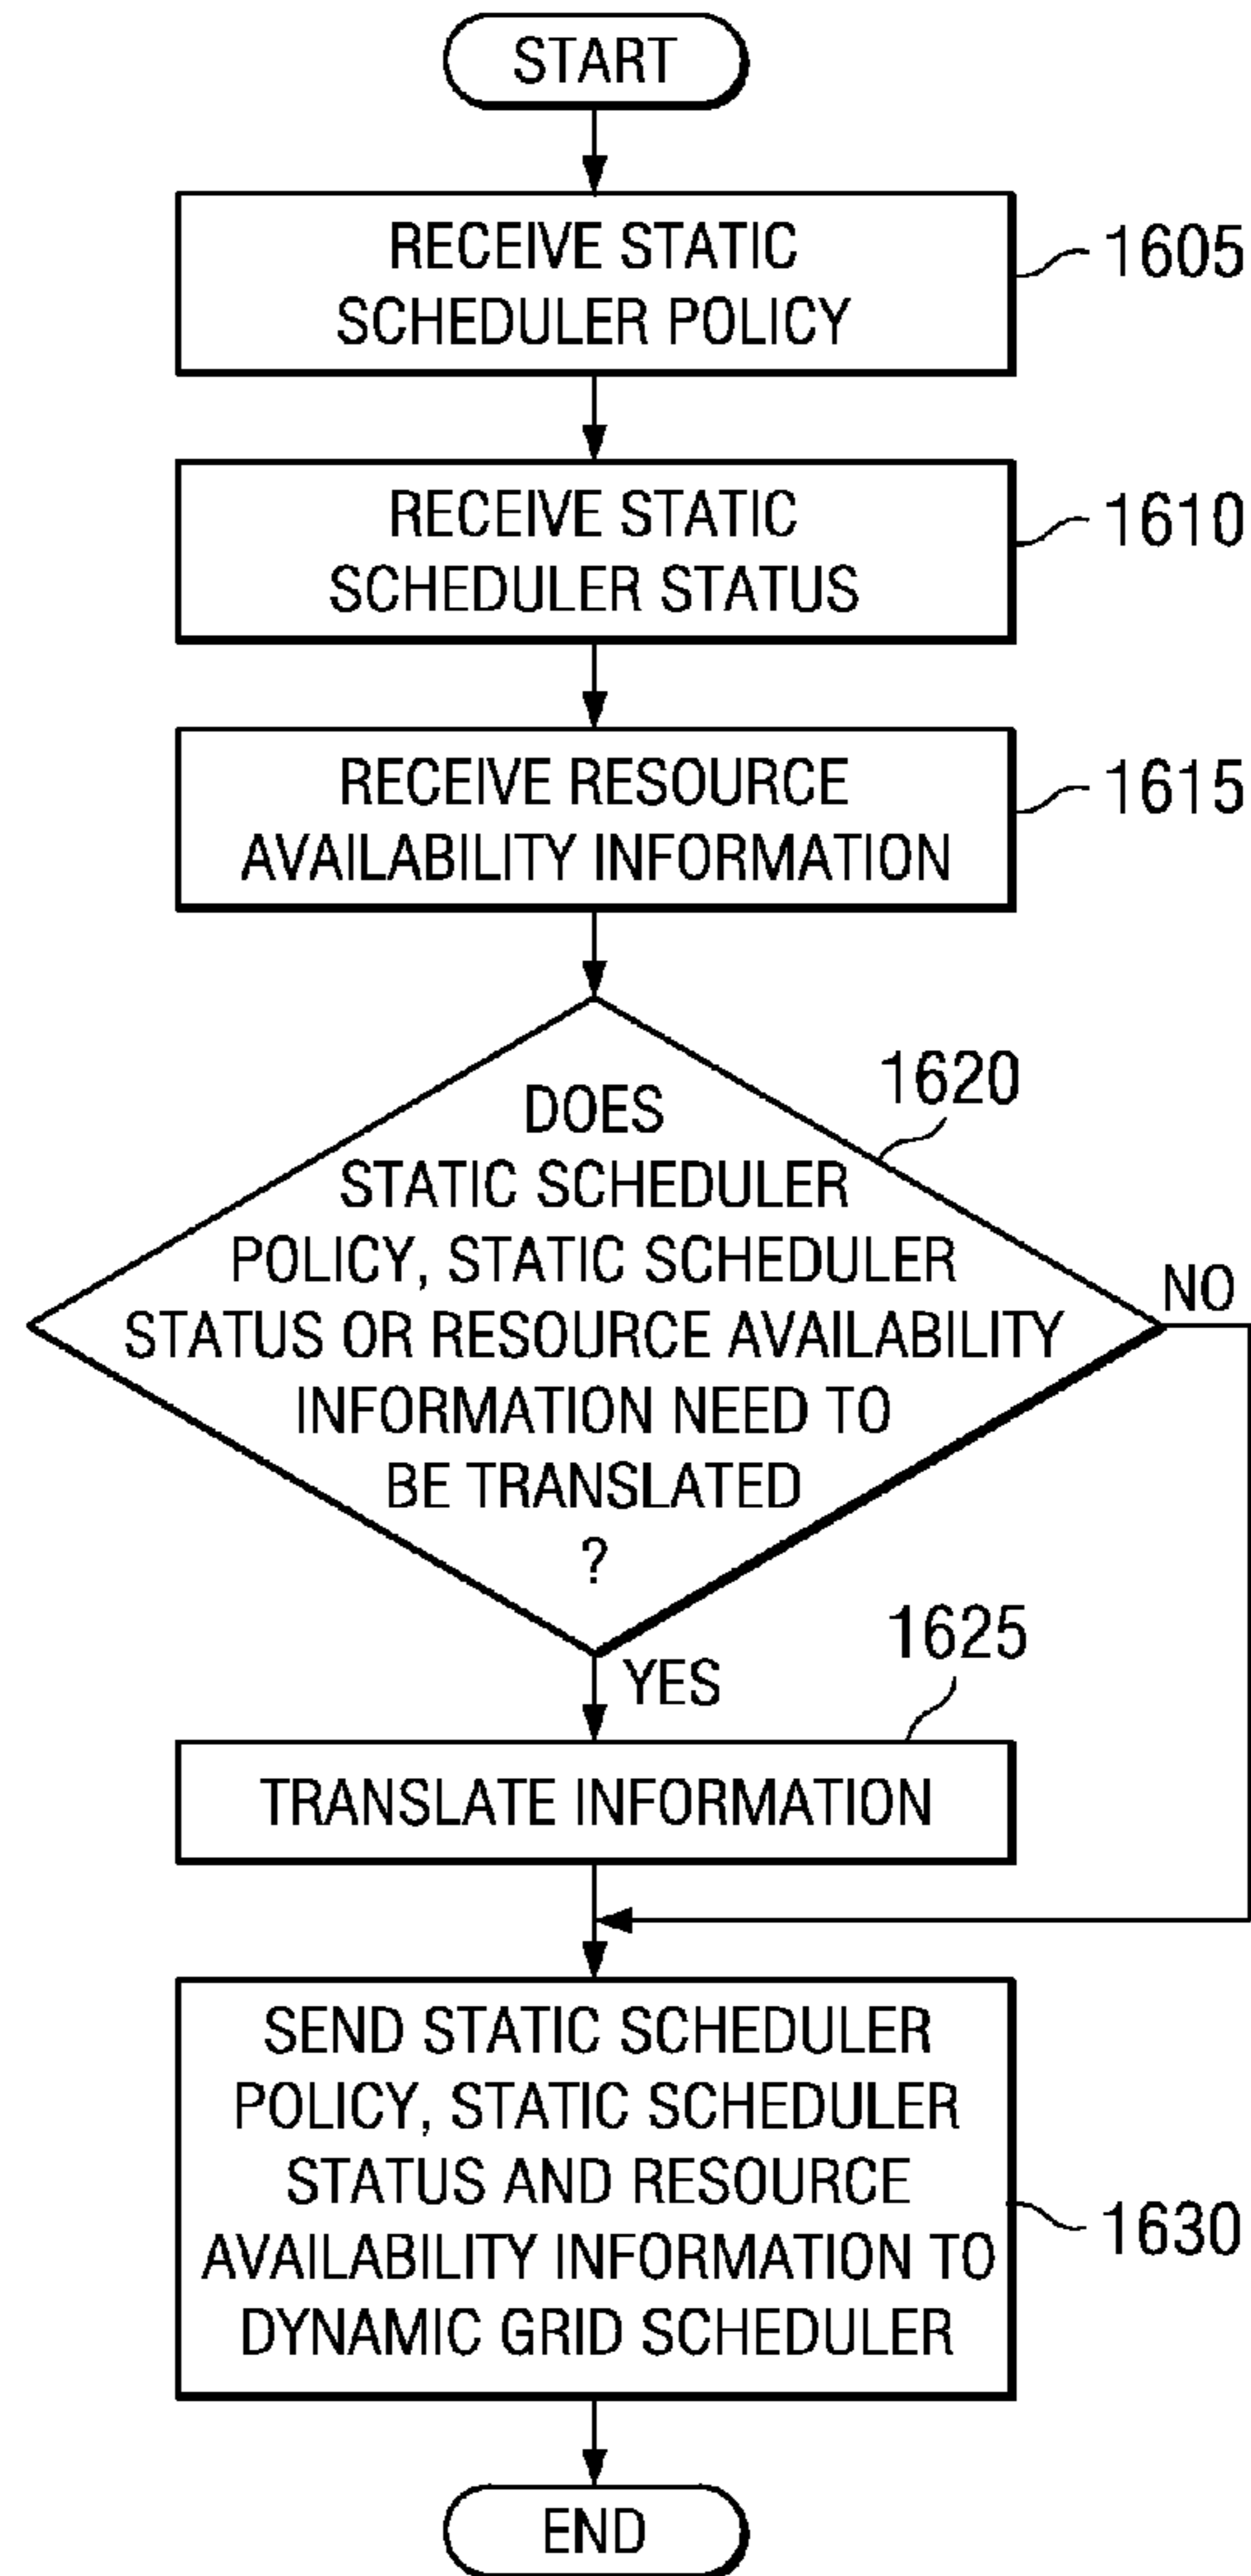 START
RECEIVE STATIC
SCHEDULER POLICY
1605
RECEIVE STATIC
SCHEDULER STATUS
1610
RECEIVE RESOURCE
AVAILABILITY INFORMATION
1615
1620
DOES
STATIC SCHEDULER
POLICY, STATIC SCHEDULER
STATUS OR RESOURCE AVAILABILITY
INFORMATION NEED TO
BE TRANSLATED
?
NO
YES
1625
TRANSLATE INFORMATION
SEND STATIC SCHEDULER
POLICY, STATIC SCHEDULER
STATUS AND RESOURCE
AVAILABILITY INFORMATION TO
DYNAMIC GRID SCHEDULER
1630
END